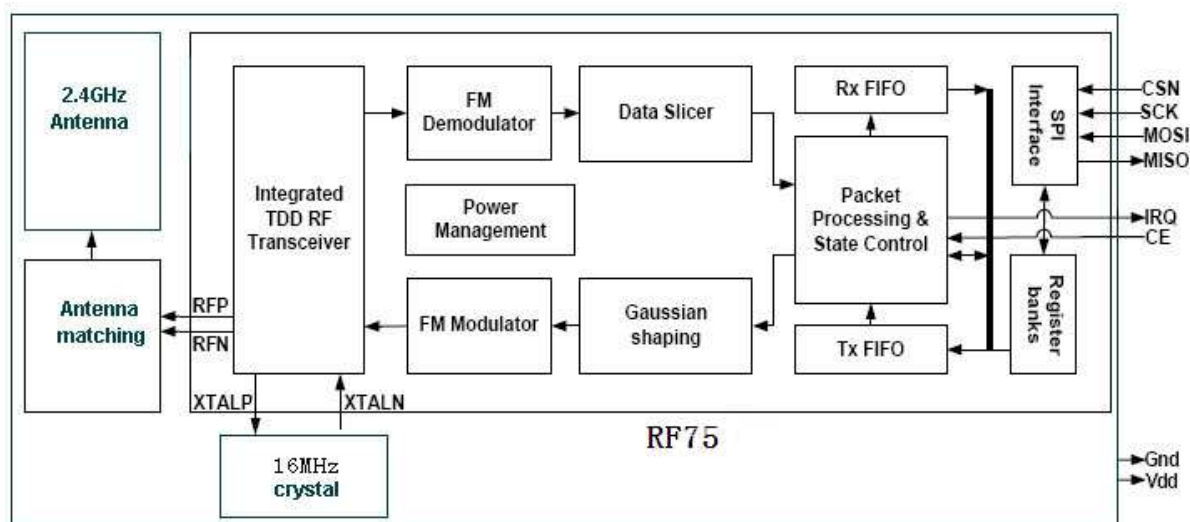 2.4GHz
Antenna
Antenna
matching
RFP
RFN
XTALP
XTALN
16MHz
crystal
Integrated
TDD RF
Transceiver
FM
Demodulator
Data Slicer
Power
Management
FM Modulator
Gaussian
shaping
Rx FIFO
Packet
Processing &
State Control
Tx FIFO
SPI
Interface
Register
banks
CSN
SCK
MOSI
MISO
IRQ
CE
RF75
Gnd
Vdd